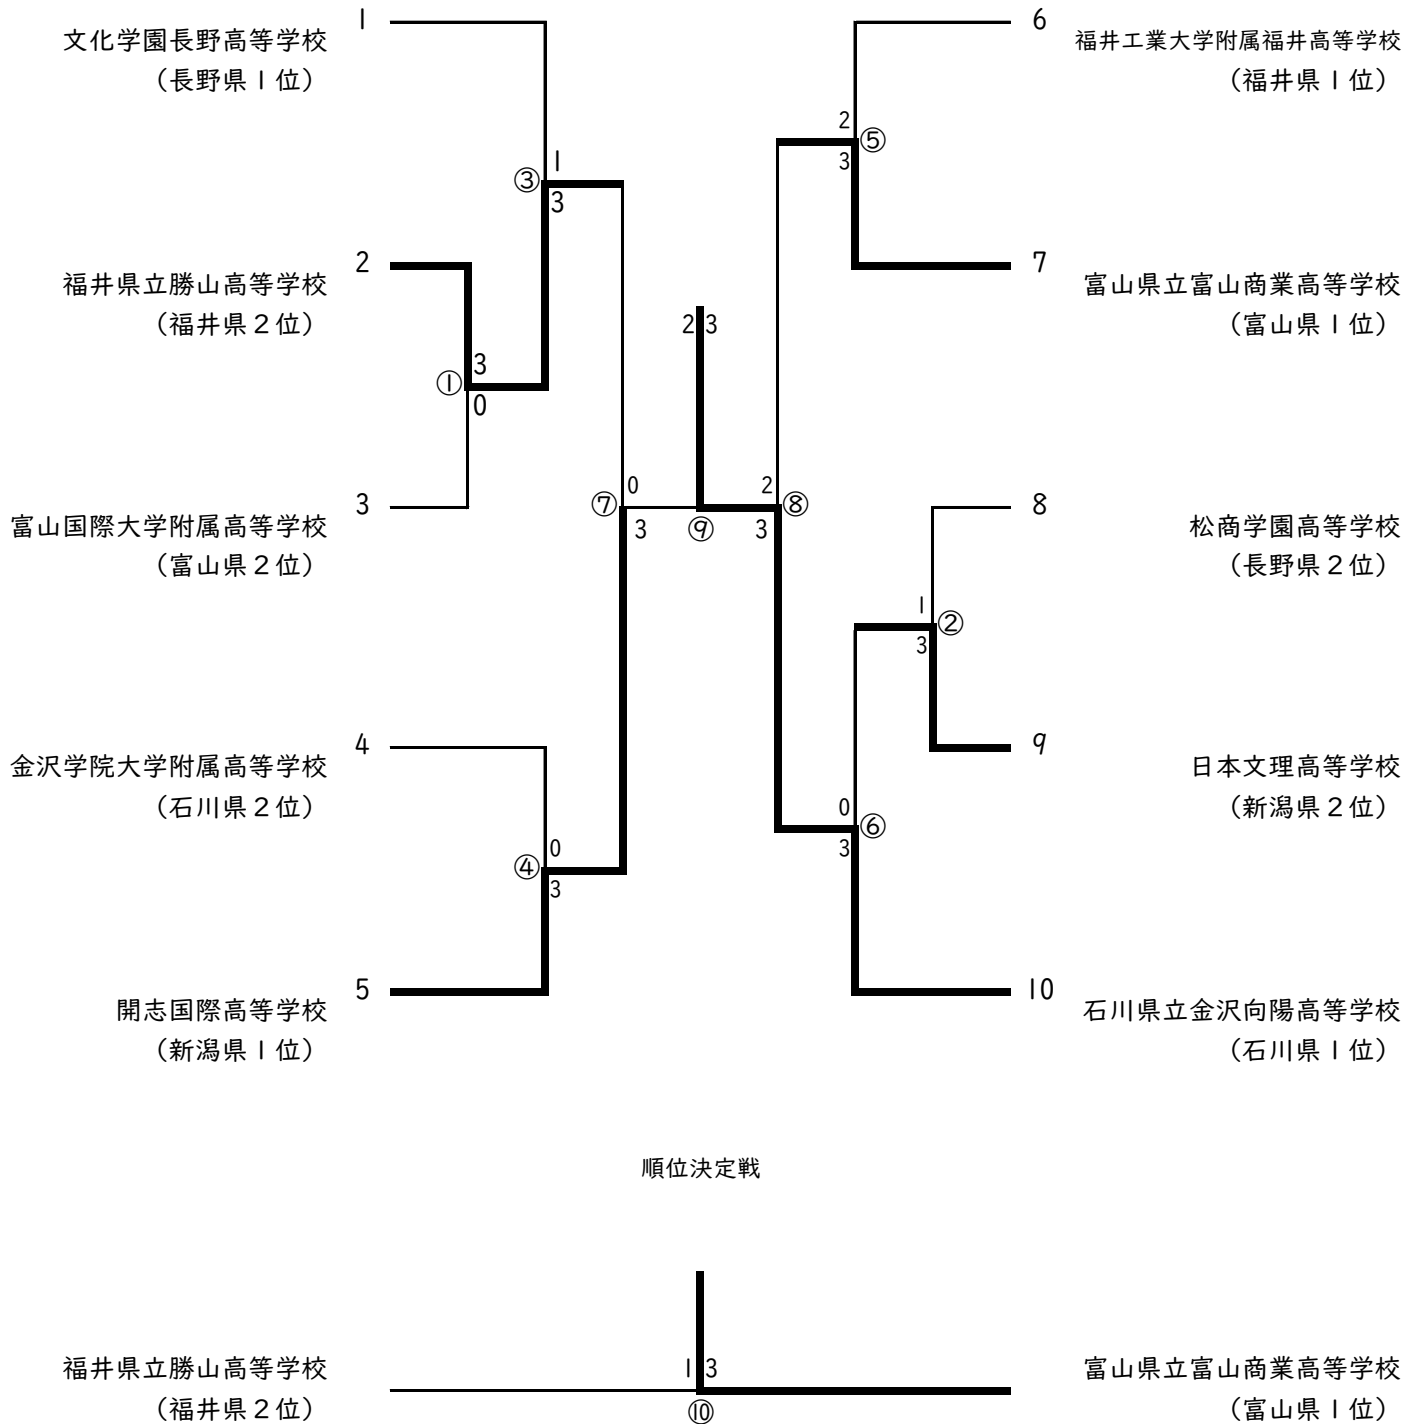 1
文化学園長野高等学校
（長野県１位）
1
③
3
2
福井県立勝山高等学校
（福井県２位）
3
①
0
3
富山国際大学附属高等学校
（富山県２位）
0
⑦
3
4
金沢学院大学附属高等学校
（石川県２位）
0
④
3
5
開志国際高等学校
（新潟県１位）
2 3
⑨
6
福井工業大学附属福井高等学校
（福井県１位）
2
⑤
3
7
富山県立富山商業高等学校
（富山県１位）
2
⑧
3
8
松商学園高等学校
（長野県２位）
1
②
3
9
日本文理高等学校
（新潟県２位）
0
⑥
3
10
石川県立金沢向陽高等学校
（石川県１位）
順位決定戦
福井県立勝山高等学校
（福井県２位）
1 3
⑩
富山県立富山商業高等学校
（富山県１位）